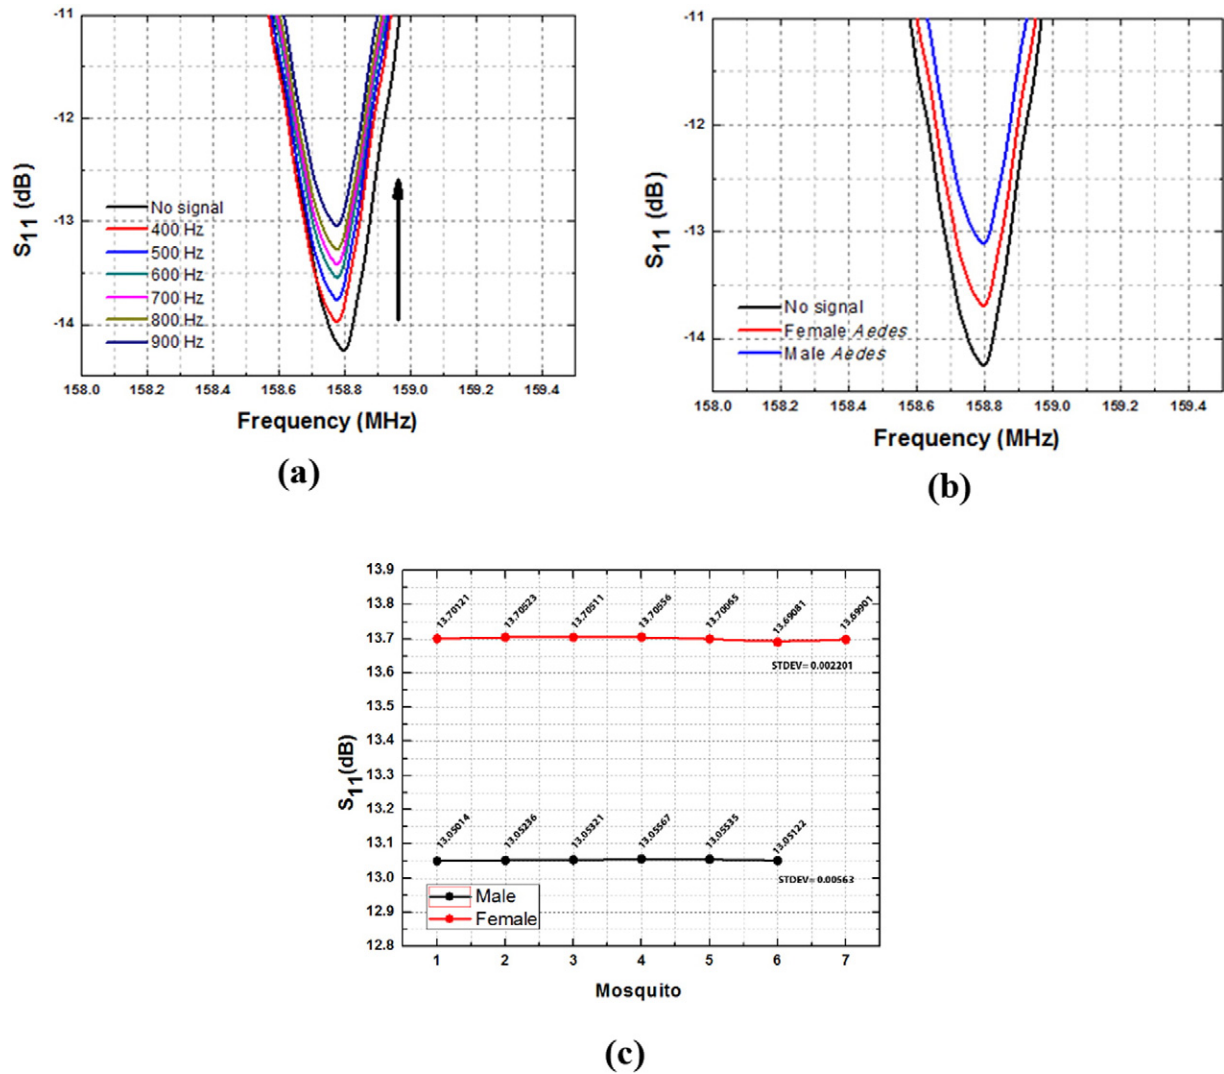 -11
-12
-13
-14
S11 (dB)
No signal
400 Hz
500 Hz
600 Hz
700 Hz
800 Hz
900 Hz
158.0 158.2 158.4 158.6 158.8 159.0 159.2 159.4
Frequency (MHz)
(a)
-11
-12
-13
-14
S11 (dB)
No signal
Female Aedes
Male Aedes
158.0 158.2 158.4 158.6 158.8 159.0 159.2 159.4
Frequency (MHz)
(b)
13.9
13.8
13.7
13.6
13.5
13.4
13.3
13.2
13.1
13.0
12.9
12.8
S11(dB)
13.70121 13.70523 13.70511 13.70556 13.70065 13.69081 13.69901
STDEV= 0.002201
13.05014 13.05236 13.05321 13.05567 13.05535 13.05122
STDEV= 0.00563
Male
Female
1 2 3 4 5 6 7
Mosquito
(c)